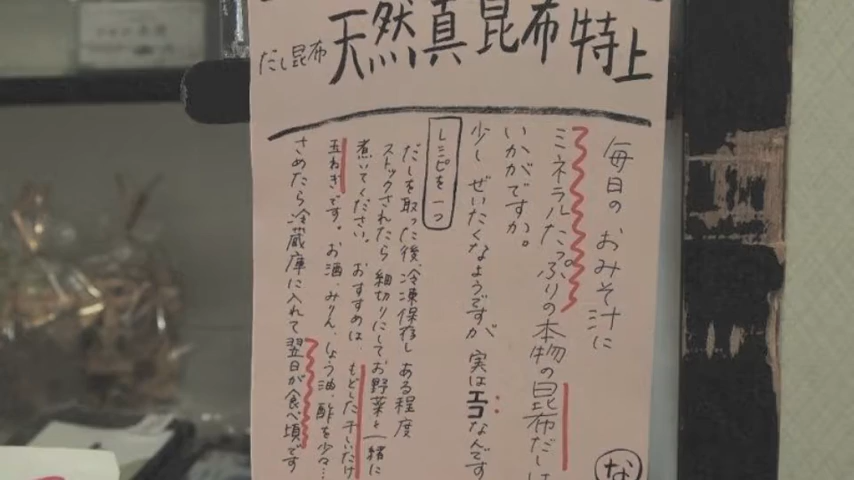 だし昆布
天然真昆布特上
毎日のおみそ汁に
ミネラルたっぷりの本物の昆布だしは
いかがですか。
少しぜいたくなようですが実はエコなんです
レシピを一つ
だしを取った後、冷凍保存しある程度
ストックされたら細切りにしてお野菜と一緒に
煮いてください。おすすめは、もどした干しいたけ
玉ねぎです。お酒、みりん、しょう油、酢を少々…
さめたら冷蔵庫に入れて翌日が食べ頃です
な